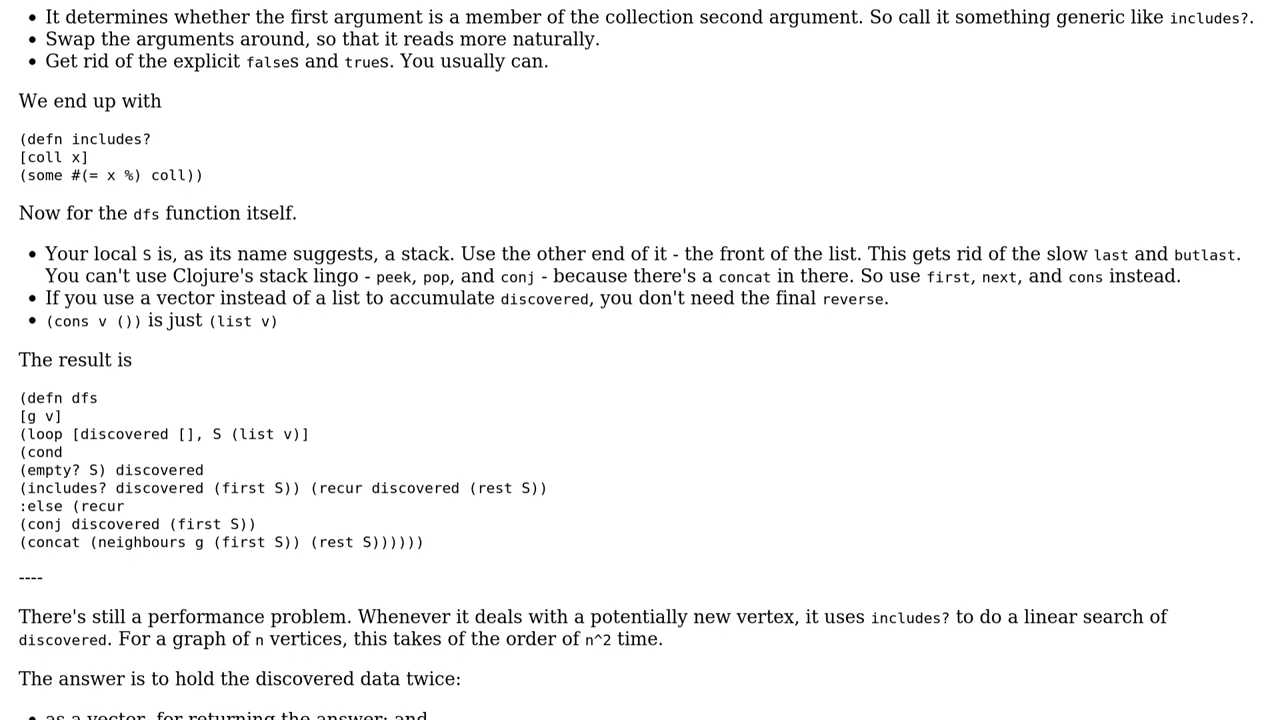 • It determines whether the first argument is a member of the collection second argument. So call it something generic like includes?.
• Swap the arguments around, so that it reads more naturally.
• Get rid of the explicit falses and trues. You usually can.
We end up with
(defn includes?
[coll x]
(some #(= x %) coll))
Now for the dfs function itself.
• Your local S is, as its name suggests, a stack. Use the other end of it - the front of the list. This gets rid of the slow last and butlast.
You can't use Clojure's stack lingo - peek, pop, and conj - because there's a concat in there. So use first, next, and cons instead.
• If you use a vector instead of a list to accumulate discovered, you don't need the final reverse.
• (cons v ()) is just (list v)
The result is
(defn dfs
[g v]
(loop [discovered [], S (list v)]
(cond
(empty? S) discovered
(includes? discovered (first S)) (recur discovered (rest S))
:else (recur
(conj discovered (first S))
(concat (neighbours g (first S)) (rest S))))))
----
There's still a performance problem. Whenever it deals with a potentially new vertex, it uses includes? to do a linear search of
discovered. For a graph of n vertices, this takes of the order of n^2 time.
The answer is to hold the discovered data twice:
• as a vector, for returning the answer; and